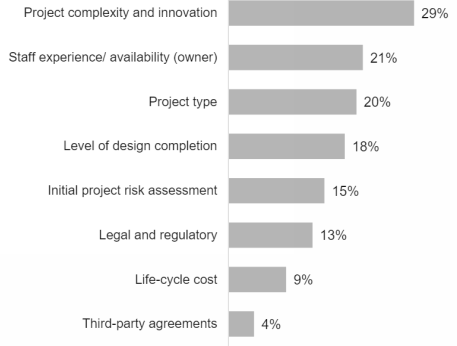 Project complexity and innovation 29%
Staff experience/ availability (owner) 21%
Project type 20%
Level of design completion 18%
Initial project risk assessment 15%
Legal and regulatory 13%
Life-cycle cost 9%
Third-party agreements 4%